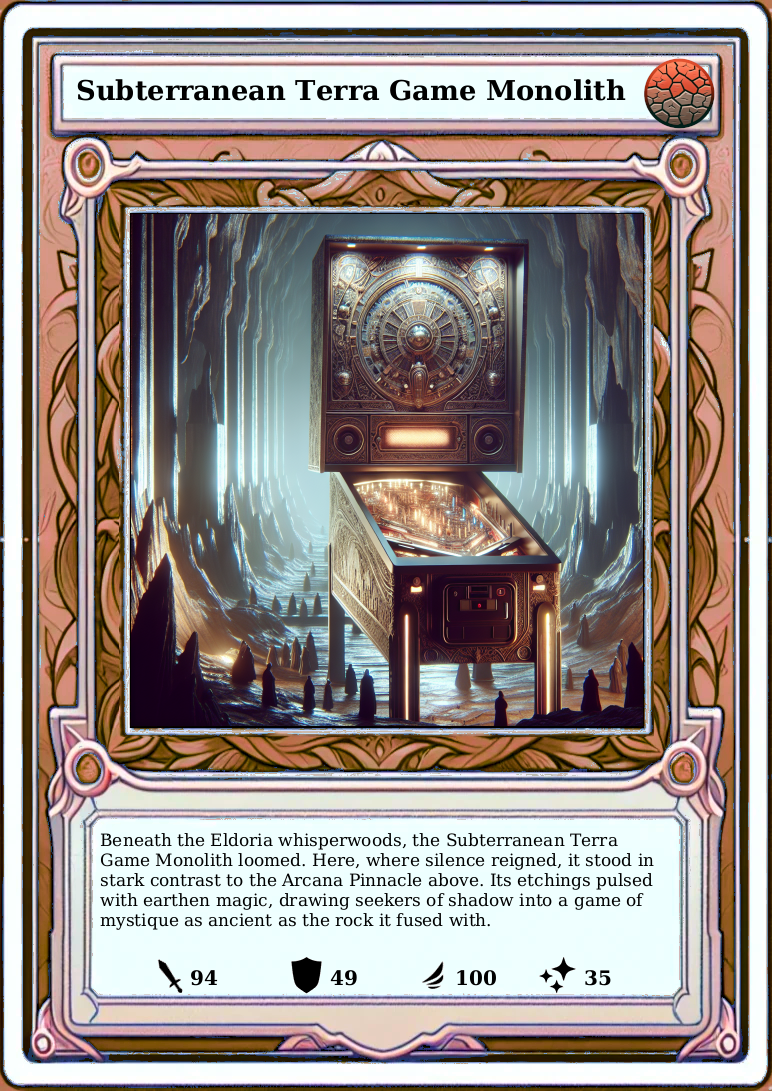 Subterranean Terra Game Monolith
Beneath the Eldoria whisperwoods, the Subterranean Terra
Game Monolith loomed. Here, where silence reigned, it stood in
stark contrast to the Arcana Pinnacle above. Its etchings pulsed
with earthen magic, drawing seekers of shadow into a game of
mystique as ancient as the rock it fused with.
94 49 100 35